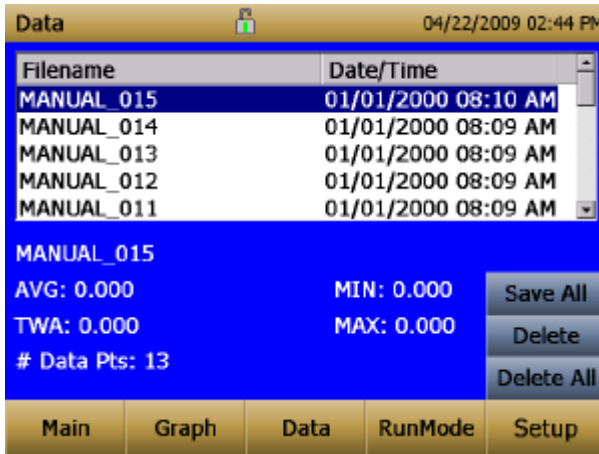 Data 04/22/2009 02:44 PM
Filename Date/Time
MANUAL_015 01/01/2000 08:10 AM
MANUAL_014 01/01/2000 08:09 AM
MANUAL_013 01/01/2000 08:09 AM
MANUAL_012 01/01/2000 08:09 AM
MANUAL_011 01/01/2000 08:09 AM
MANUAL_015
AVG: 0.000 MIN: 0.000 Save All
TWA: 0.000 MAX: 0.000 Delete
# Data Pts: 13
Delete All
Main Graph Data RunMode Setup